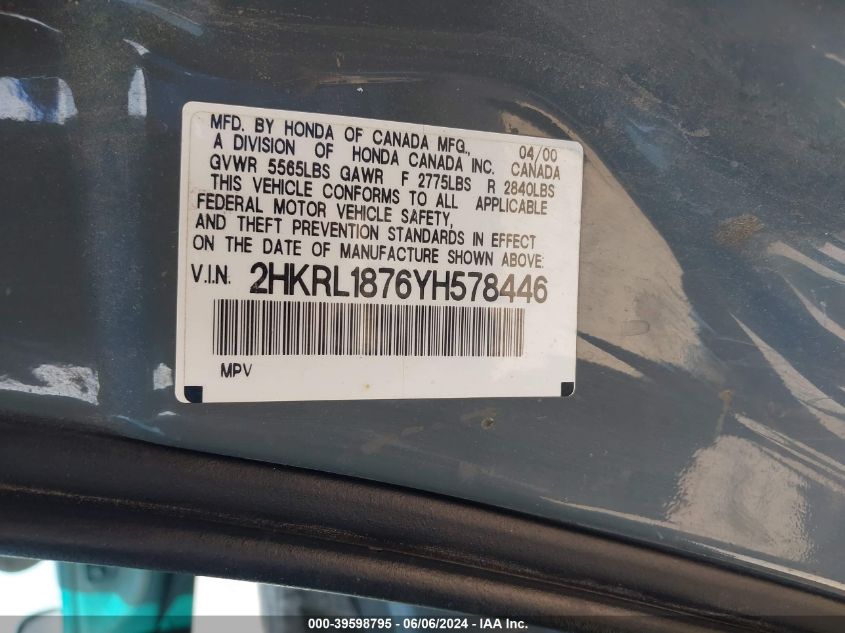 MFD. BY HONDA OF CANADA MFG., 04/00
A DIVISION OF HONDA CANADA INC. CANADA
GVWR 5565LBS GAWR F 2775LBS R 2840LBS
THIS VEHICLE CONFORMS TO ALL APPLICABLE
FEDERAL MOTOR VEHICLE SAFETY,
AND THEFT PREVENTION STANDARDS IN EFFECT
ON THE DATE OF MANUFACTURE SHOWN ABOVE.
V.I.N. 2HKRL1876YH578446
MPV
000-39598795 - 06/06/2024 - IAA Inc.